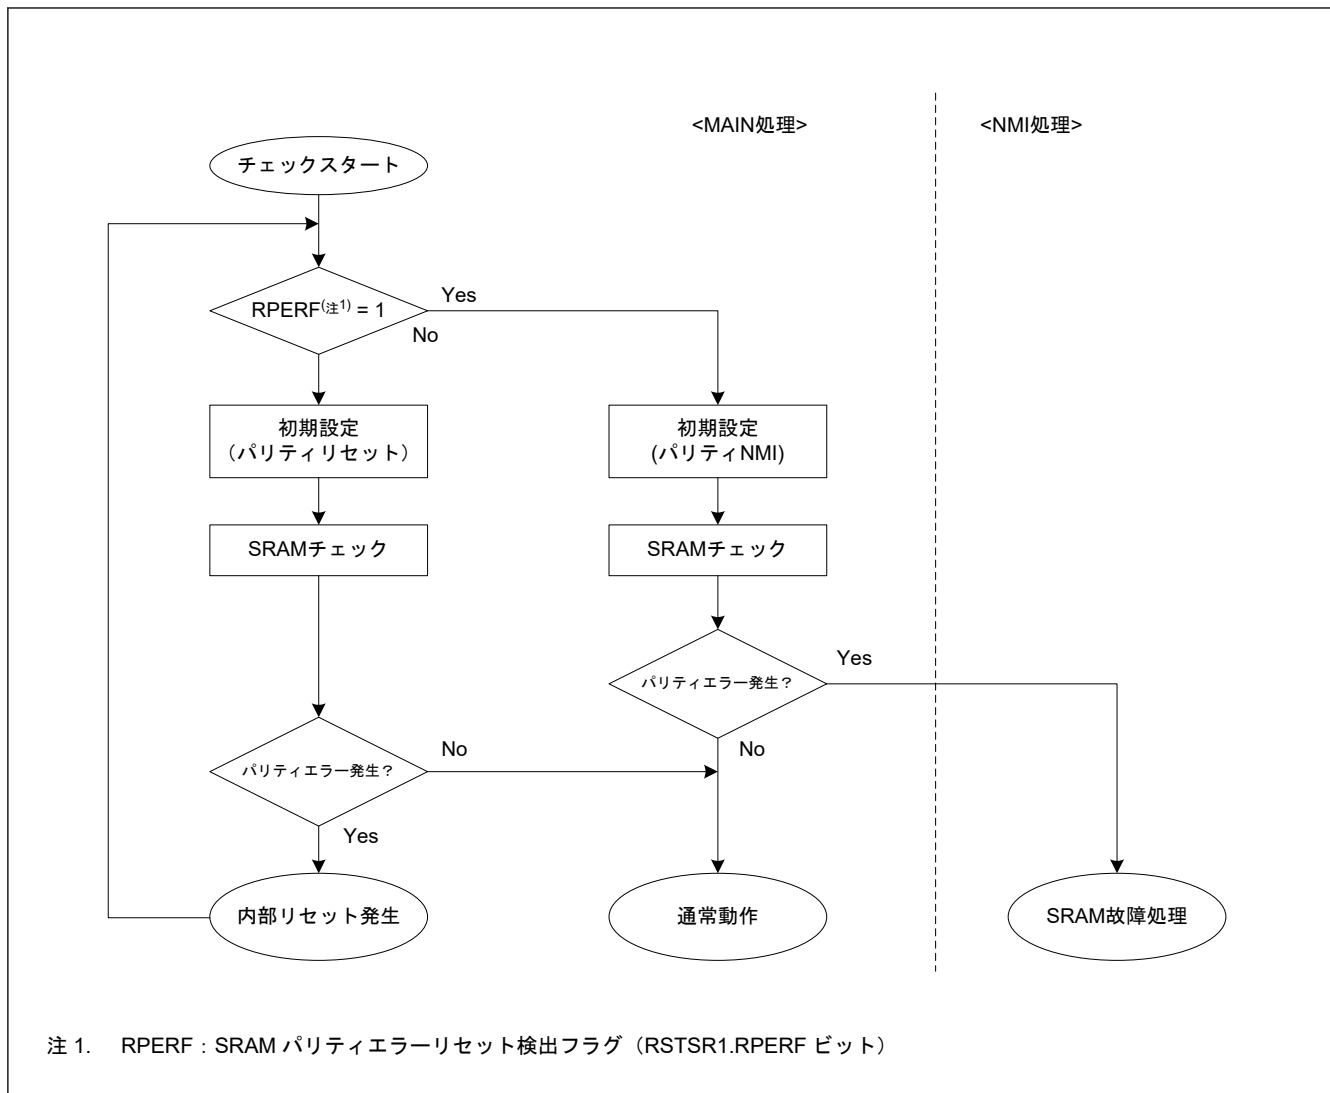 <MAIN処理>
<NMI処理>
チェックスタート
RPERF(注1) = 1
Yes
No
初期設定
（パリティリセット）
初期設定
(パリティNMI)
SRAMチェック
SRAMチェック
パリティエラー発生？
Yes
No
パリティエラー発生？
No
Yes
内部リセット発生
通常動作
SRAM故障処理
注 1. RPERF：SRAM パリティエラーリセット検出フラグ（RSTSR1.RPERF ビット）